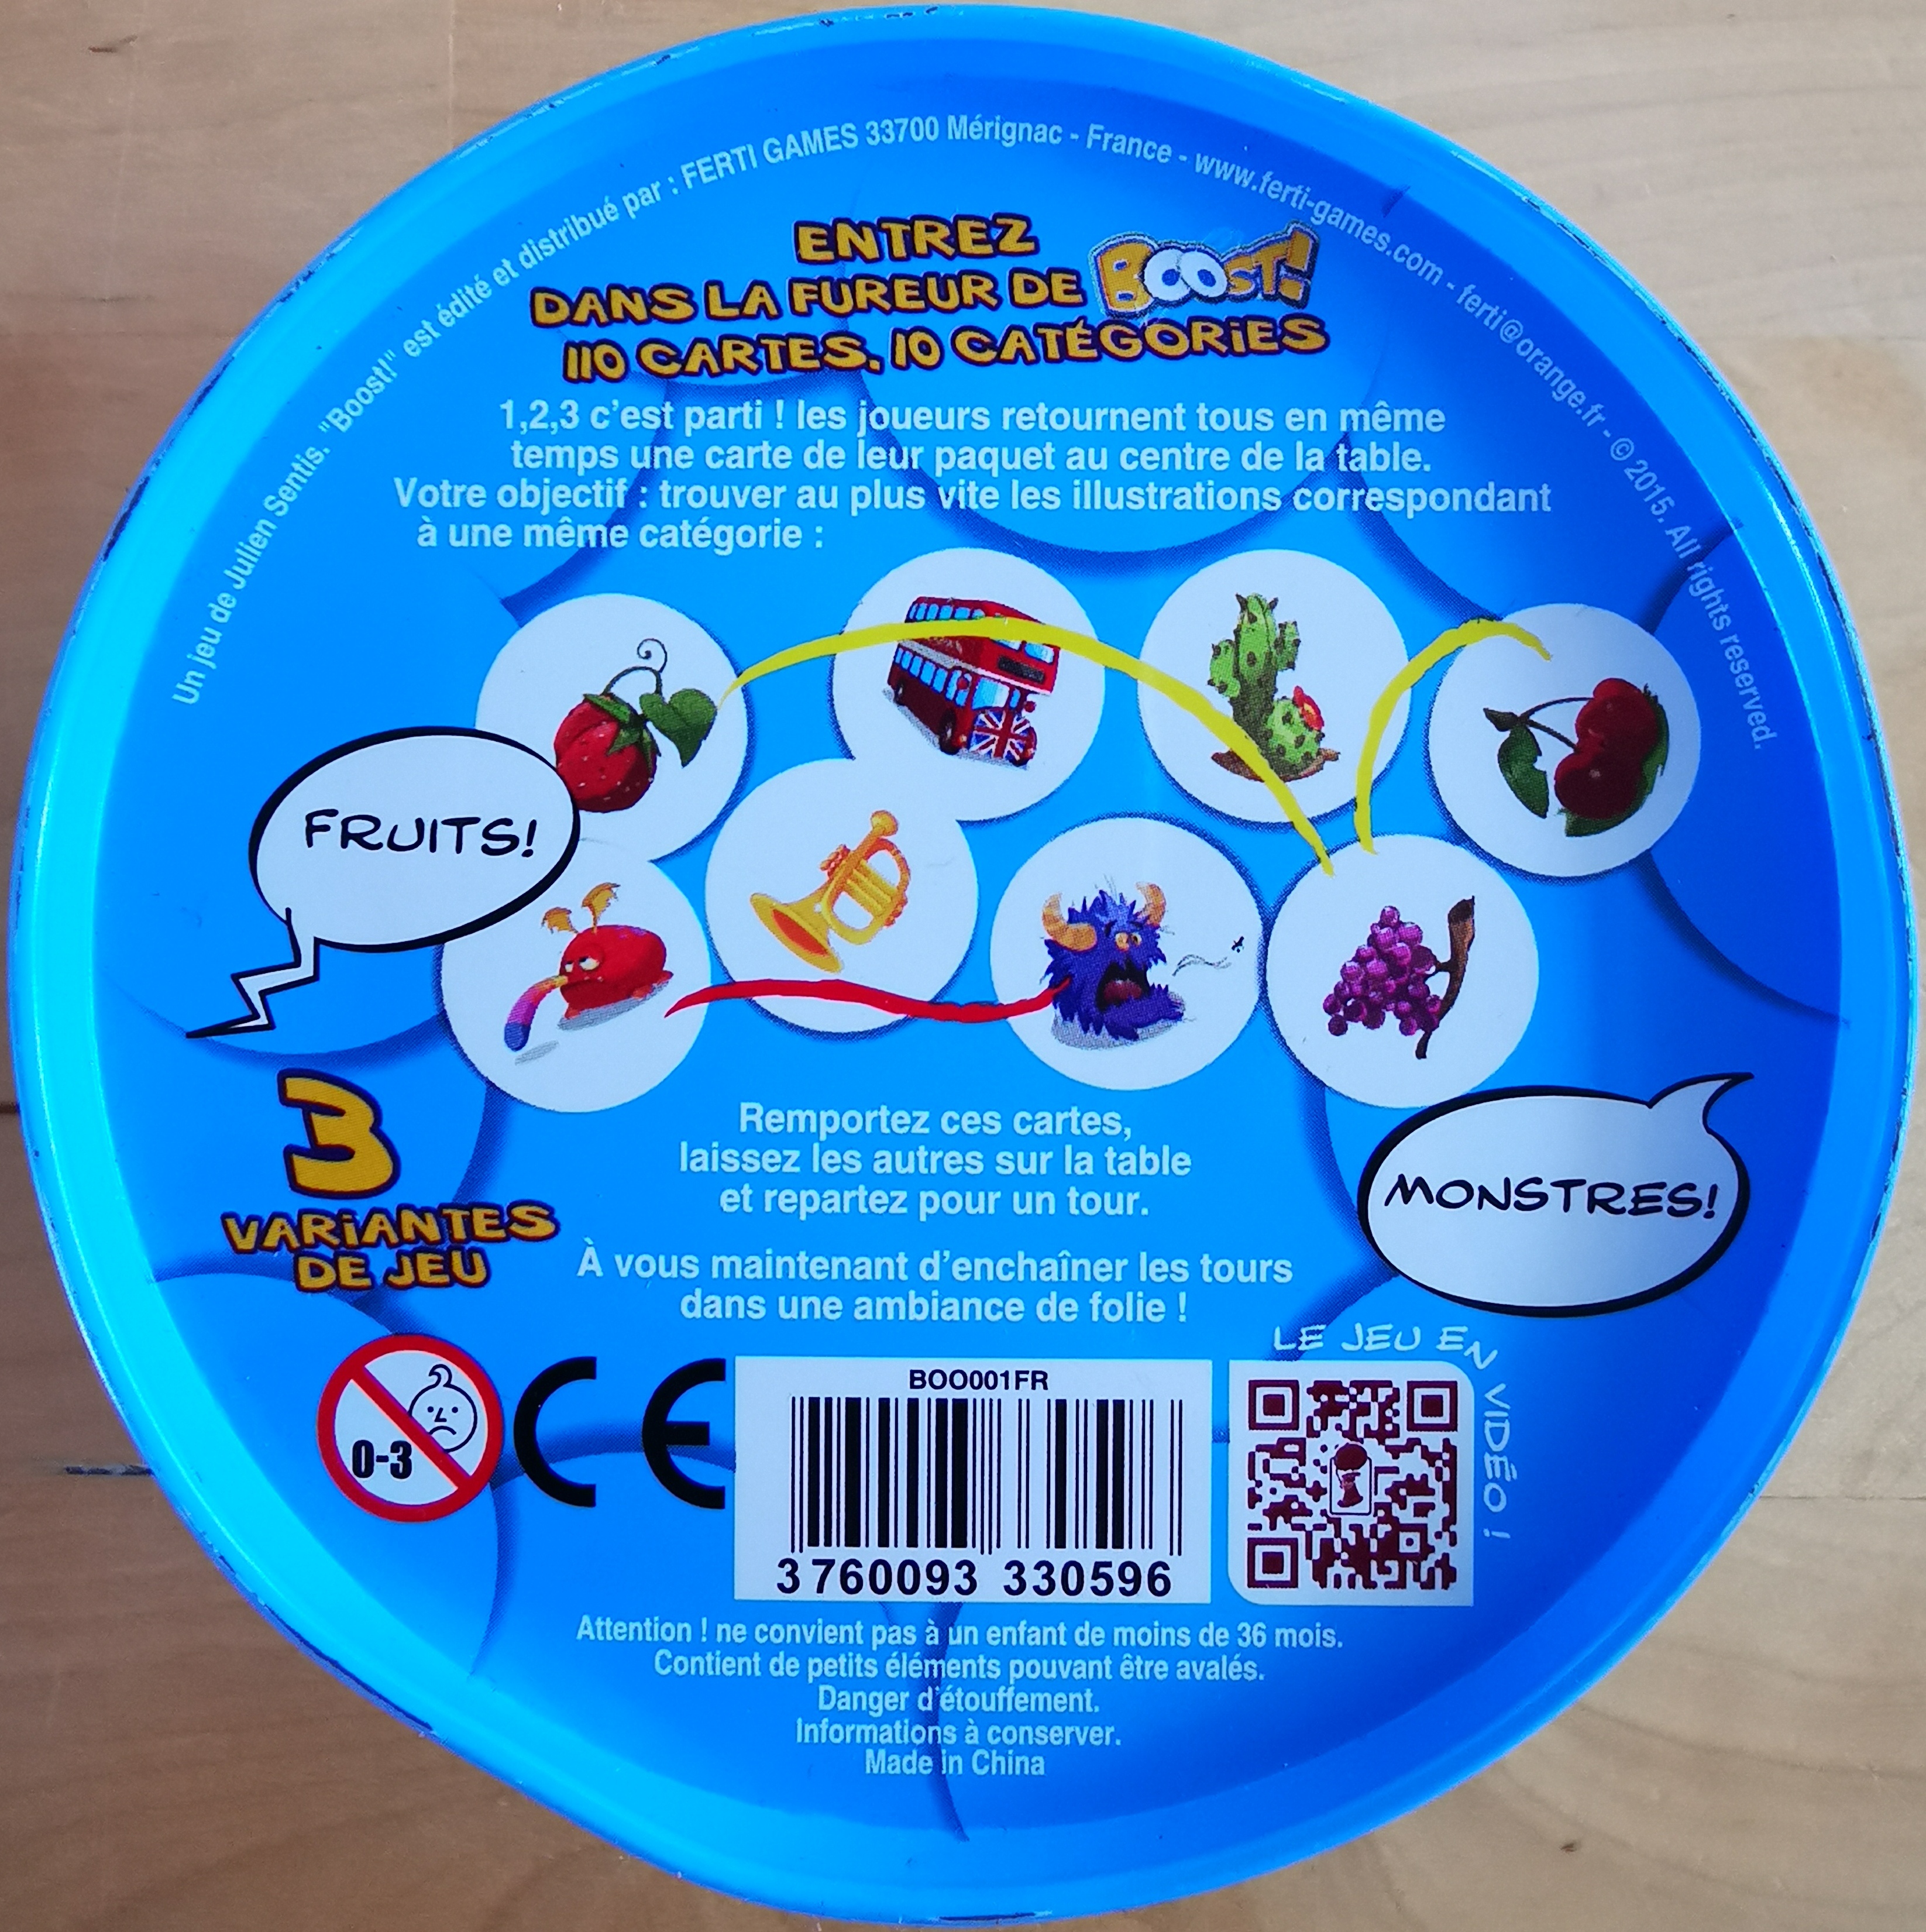 Un jeu de Julien Sentis. "Boost!" est édité et distribué par : FERTI GAMES 33700 Mérignac - France - www.ferti-games.com - ferti@orange.fr - © 2015. All rights reserved.
ENTREZ
DANS LA FUREUR DE BOOST!
110 CARTES, 10 CATÉGORiES
1,2,3 c'est parti ! les joueurs retournent tous en même
temps une carte de leur paquet au centre de la table.
Votre objectif : trouver au plus vite les illustrations correspondant
à une même catégorie :
FRUITS!
3
VARiANTES
DE JEU
Remportez ces cartes,
laissez les autres sur la table
et repartez pour un tour.
MONSTRES!
À vous maintenant d'enchaîner les tours
dans une ambiance de folie !
LE JEU EN VIDÉO !
0-3
CE
BOO001FR
3 760093 330596
Attention ! ne convient pas à un enfant de moins de 36 mois.
Contient de petits éléments pouvant être avalés.
Danger d'étouffement.
Informations à conserver.
Made in China